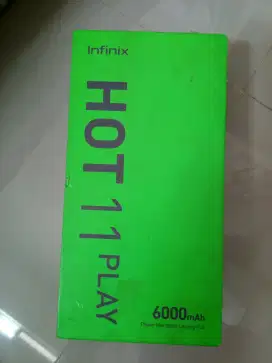 Infinix
HOT 11 PLAY
6000mAh